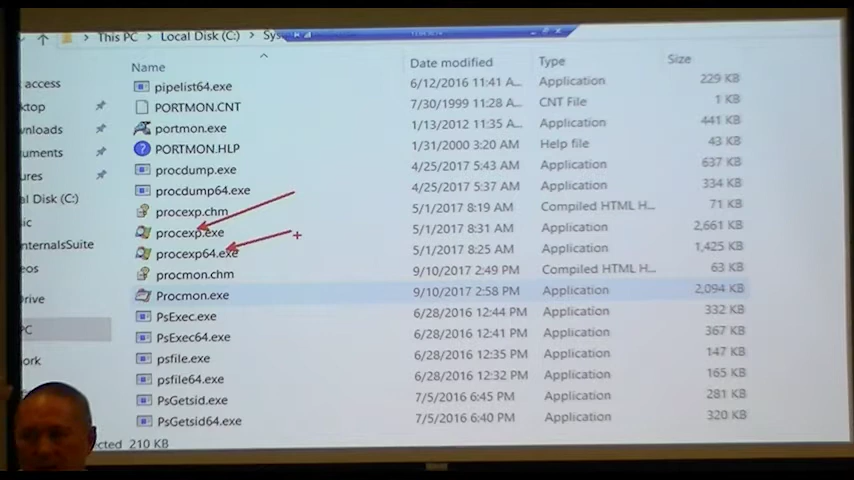 This PC > Local Disk (C:) > Sys
Name Date modified Type Size
pipelist64.exe 6/12/2016 11:41 A... Application 229 KB
PORTMON.CNT 7/30/1999 11:28 A... CNT File 1 KB
portmon.exe 1/13/2012 11:35 A... Application 441 KB
PORTMON.HLP 1/31/2000 3:20 AM Help file 43 KB
procdump.exe 4/25/2017 5:43 AM Application 637 KB
procdump64.exe 4/25/2017 5:37 AM Application 334 KB
procexp.chm 5/1/2017 8:19 AM Compiled HTML H... 71 KB
procexp.exe 5/1/2017 8:31 AM Application 2,661 KB
procexp64.exe 5/1/2017 8:25 AM Application 1,425 KB
procmon.chm 9/10/2017 2:49 PM Compiled HTML H... 63 KB
Procmon.exe 9/10/2017 2:58 PM Application 2,094 KB
PsExec.exe 6/28/2016 12:44 PM Application 332 KB
PsExec64.exe 6/28/2016 12:41 PM Application 367 KB
psfile.exe 6/28/2016 12:35 PM Application 147 KB
psfile64.exe 6/28/2016 12:32 PM Application 165 KB
PsGetsid.exe 7/5/2016 6:45 PM Application 281 KB
PsGetsid64.exe 7/5/2016 6:40 PM Application 320 KB
access
ktop
wnloads
uments
ures
al Disk (C:)
ic
nternalsSuite
eos
Drive
PC
ork
cted 210 KB